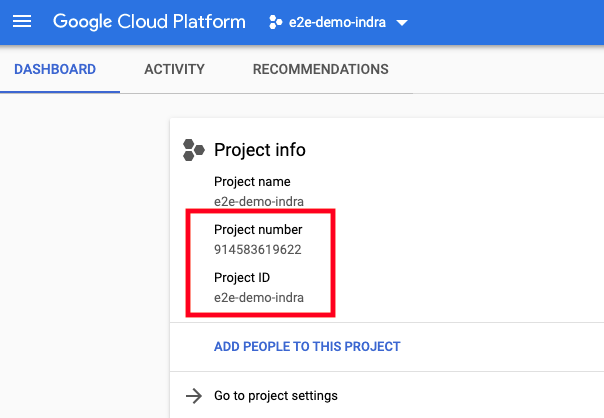 Google Cloud Platform e2e-demo-indra
DASHBOARD ACTIVITY RECOMMENDATIONS
Project info
Project name
e2e-demo-indra
Project number
914583619622
Project ID
e2e-demo-indra
ADD PEOPLE TO THIS PROJECT
Go to project settings